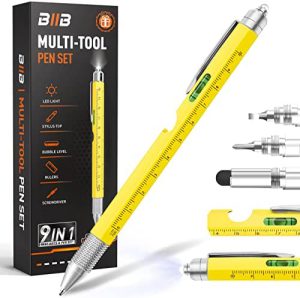 BIIB
MULTI-TOOL
PEN SET
LED LIGHT
STYLUS TIP
BUBBLE LEVEL
RULERS
SCREWDRIVER
9 IN 1
BIIB | MULTI-TOOL PEN SET